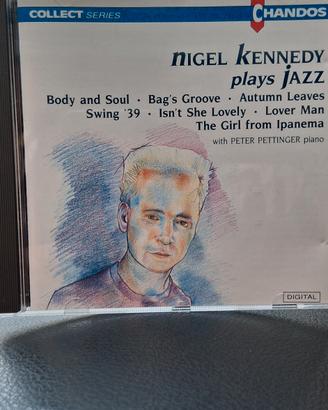 COLLECT SERIES
CHANDOS
NIGEL KENNEDY
plays JAZZ
Body and Soul · Bag's Groove · Autumn Leaves
Swing '39 · Isn't She Lovely · Lover Man
The Girl from Ipanema
with PETER PETTINGER piano
DIGITAL